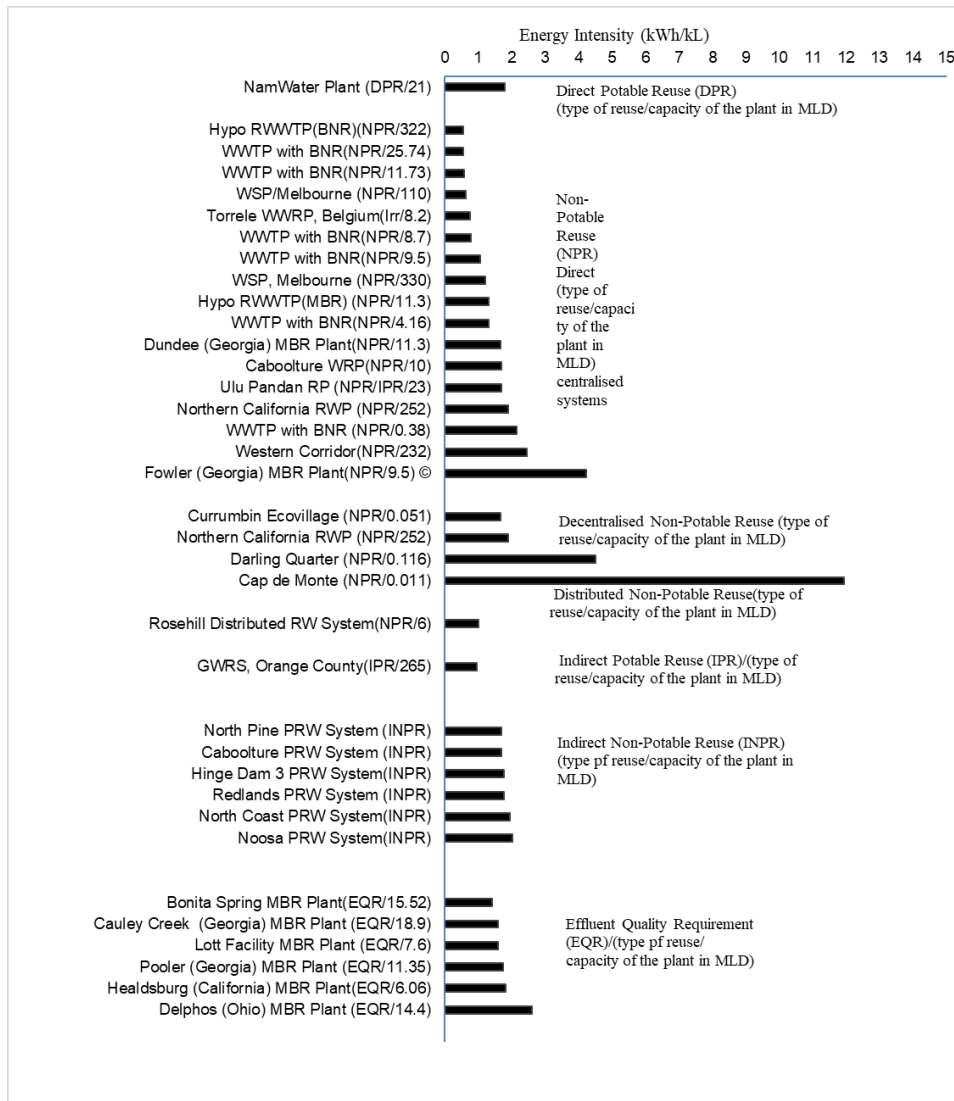 Energy Intensity (kWh/kL)
0 1 2 3 4 5 6 7 8 9 10 11 12 13 14 15
NamWater Plant (DPR/21)
Direct Potable Reuse (DPR)
(type of reuse/capacity of the plant in MLD)
Hypo RWWTP(BNR)(NPR/322)
WWTP with BNR(NPR/25.74)
WWTP with BNR(NPR/11.73)
WSP/Melbourne (NPR/110)
Torrele WWRP, Belgium(Irr/8.2)
WWTP with BNR(NPR/8.7)
WWTP with BNR(NPR/9.5)
WSP, Melbourne (NPR/330)
Hypo RWWTP(MBR) (NPR/11.3)
WWTP with BNR(NPR/4.16)
Dundee (Georgia) MBR Plant(NPR/11.3)
Caboolture WRP(NPR/10)
Ulu Pandan RP (NPR/IPR/23)
Northern California RWP (NPR/252)
WWTP with BNR (NPR/0.38)
Western Corridor(NPR/232)
Fowler (Georgia) MBR Plant(NPR/9.5) ©
Non-
Potable
Reuse
(NPR)
Direct
(type of
reuse/capaci
ty of the
plant in
MLD)
centralised
systems
Currumbin Ecovillage (NPR/0.051)
Northern California RWP (NPR/252)
Darling Quarter (NPR/0.116)
Cap de Monte (NPR/0.011)
Decentralised Non-Potable Reuse (type of
reuse/capacity of the plant in MLD)
Distributed Non-Potable Reuse(type of
reuse/capacity of the plant in MLD)
Rosehill Distributed RW System(NPR/6)
GWRS, Orange County(IPR/265)
Indirect Potable Reuse (IPR)/(type of
reuse/capacity of the plant in MLD)
North Pine PRW System (INPR)
Caboolture PRW System (INPR)
Hinge Dam 3 PRW System(INPR)
Redlands PRW System (INPR)
North Coast PRW System(INPR)
Noosa PRW System(INPR)
Indirect Non-Potable Reuse (INPR)
(type pf reuse/capacity of the plant in
MLD)
Bonita Spring MBR Plant(EQR/15.52)
Cauley Creek (Georgia) MBR Plant (EQR/18.9)
Lott Facility MBR Plant (EQR/7.6)
Pooler (Georgia) MBR Plant (EQR/11.35)
Healdsburg (California) MBR Plant(EQR/6.06)
Delphos (Ohio) MBR Plant (EQR/14.4)
Effluent Quality Requirement
(EQR)/(type pf reuse/
capacity of the plant in MLD)